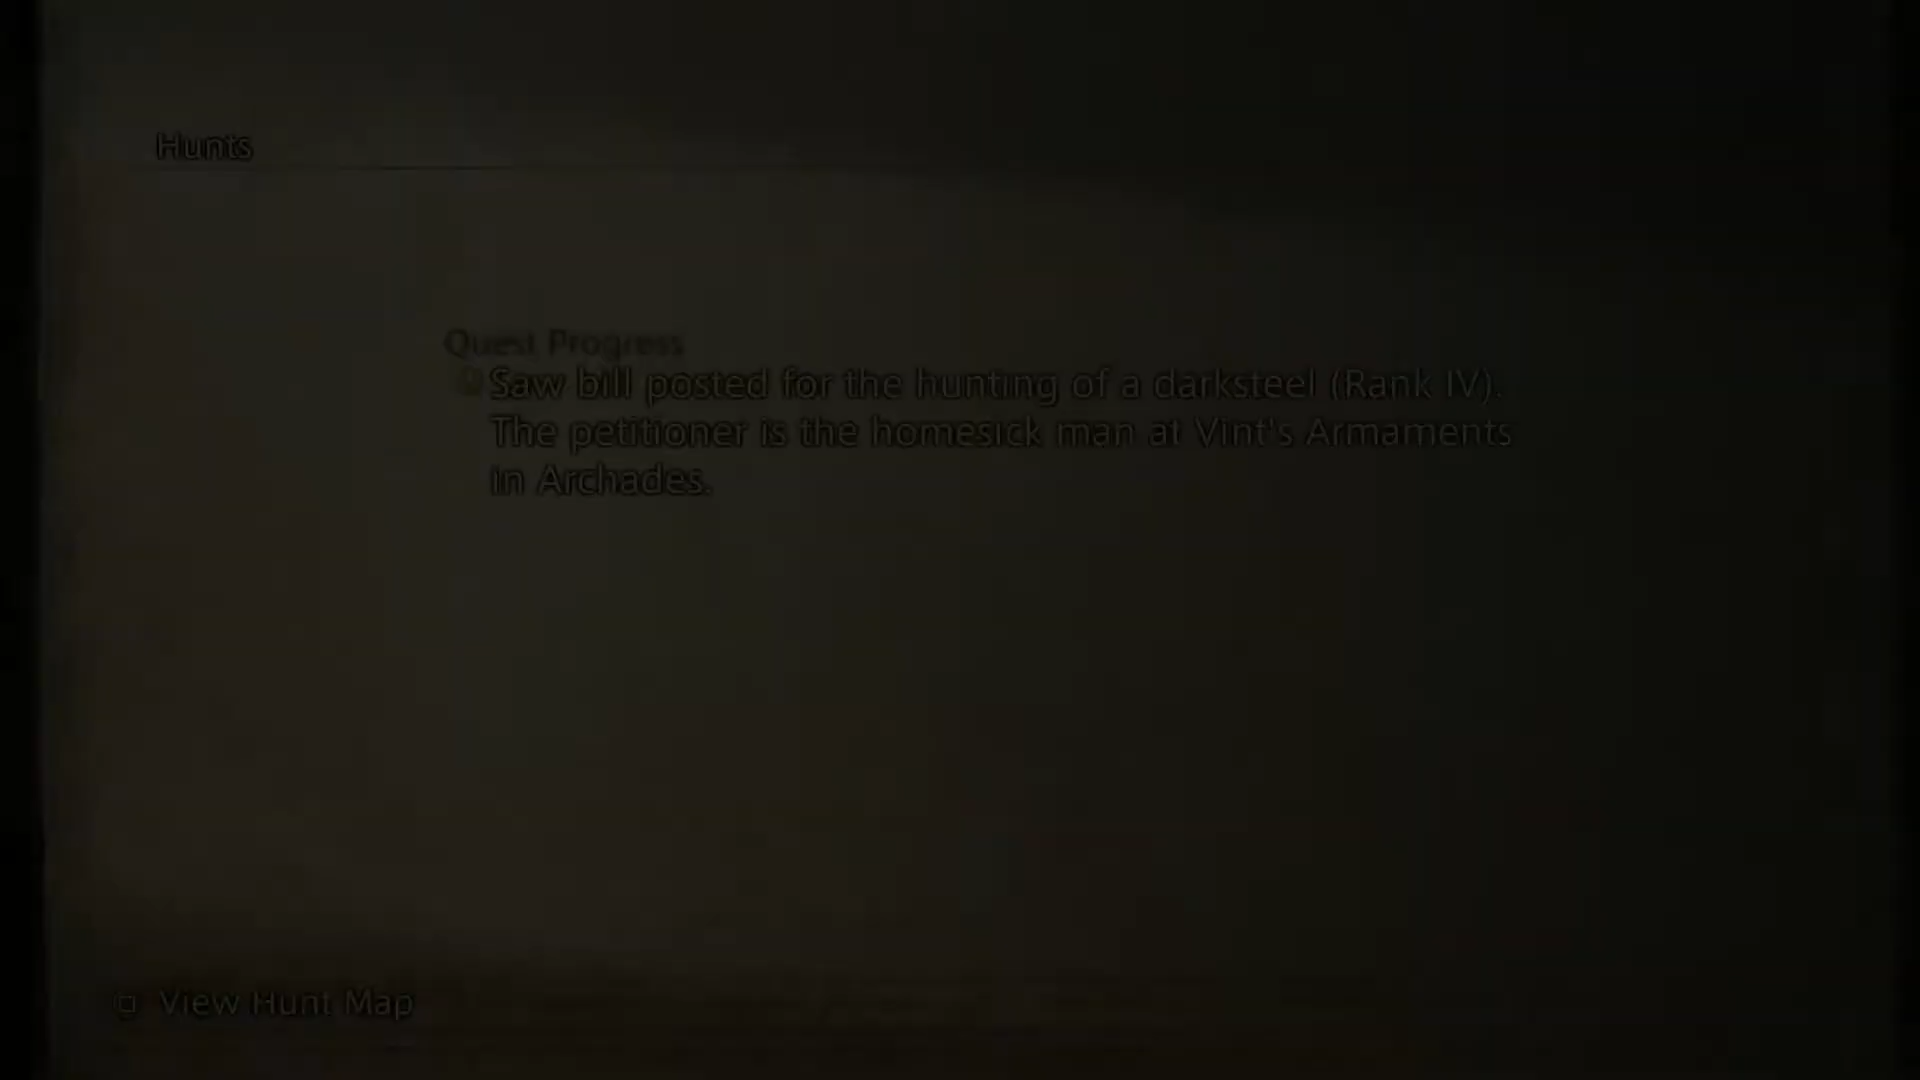 Hunts
Quest Progress
Saw bill posted for the hunting of a darksteel (Rank IV).
The petitioner is the homesick man at Vint's Armaments
in Archades.
View Hunt Map